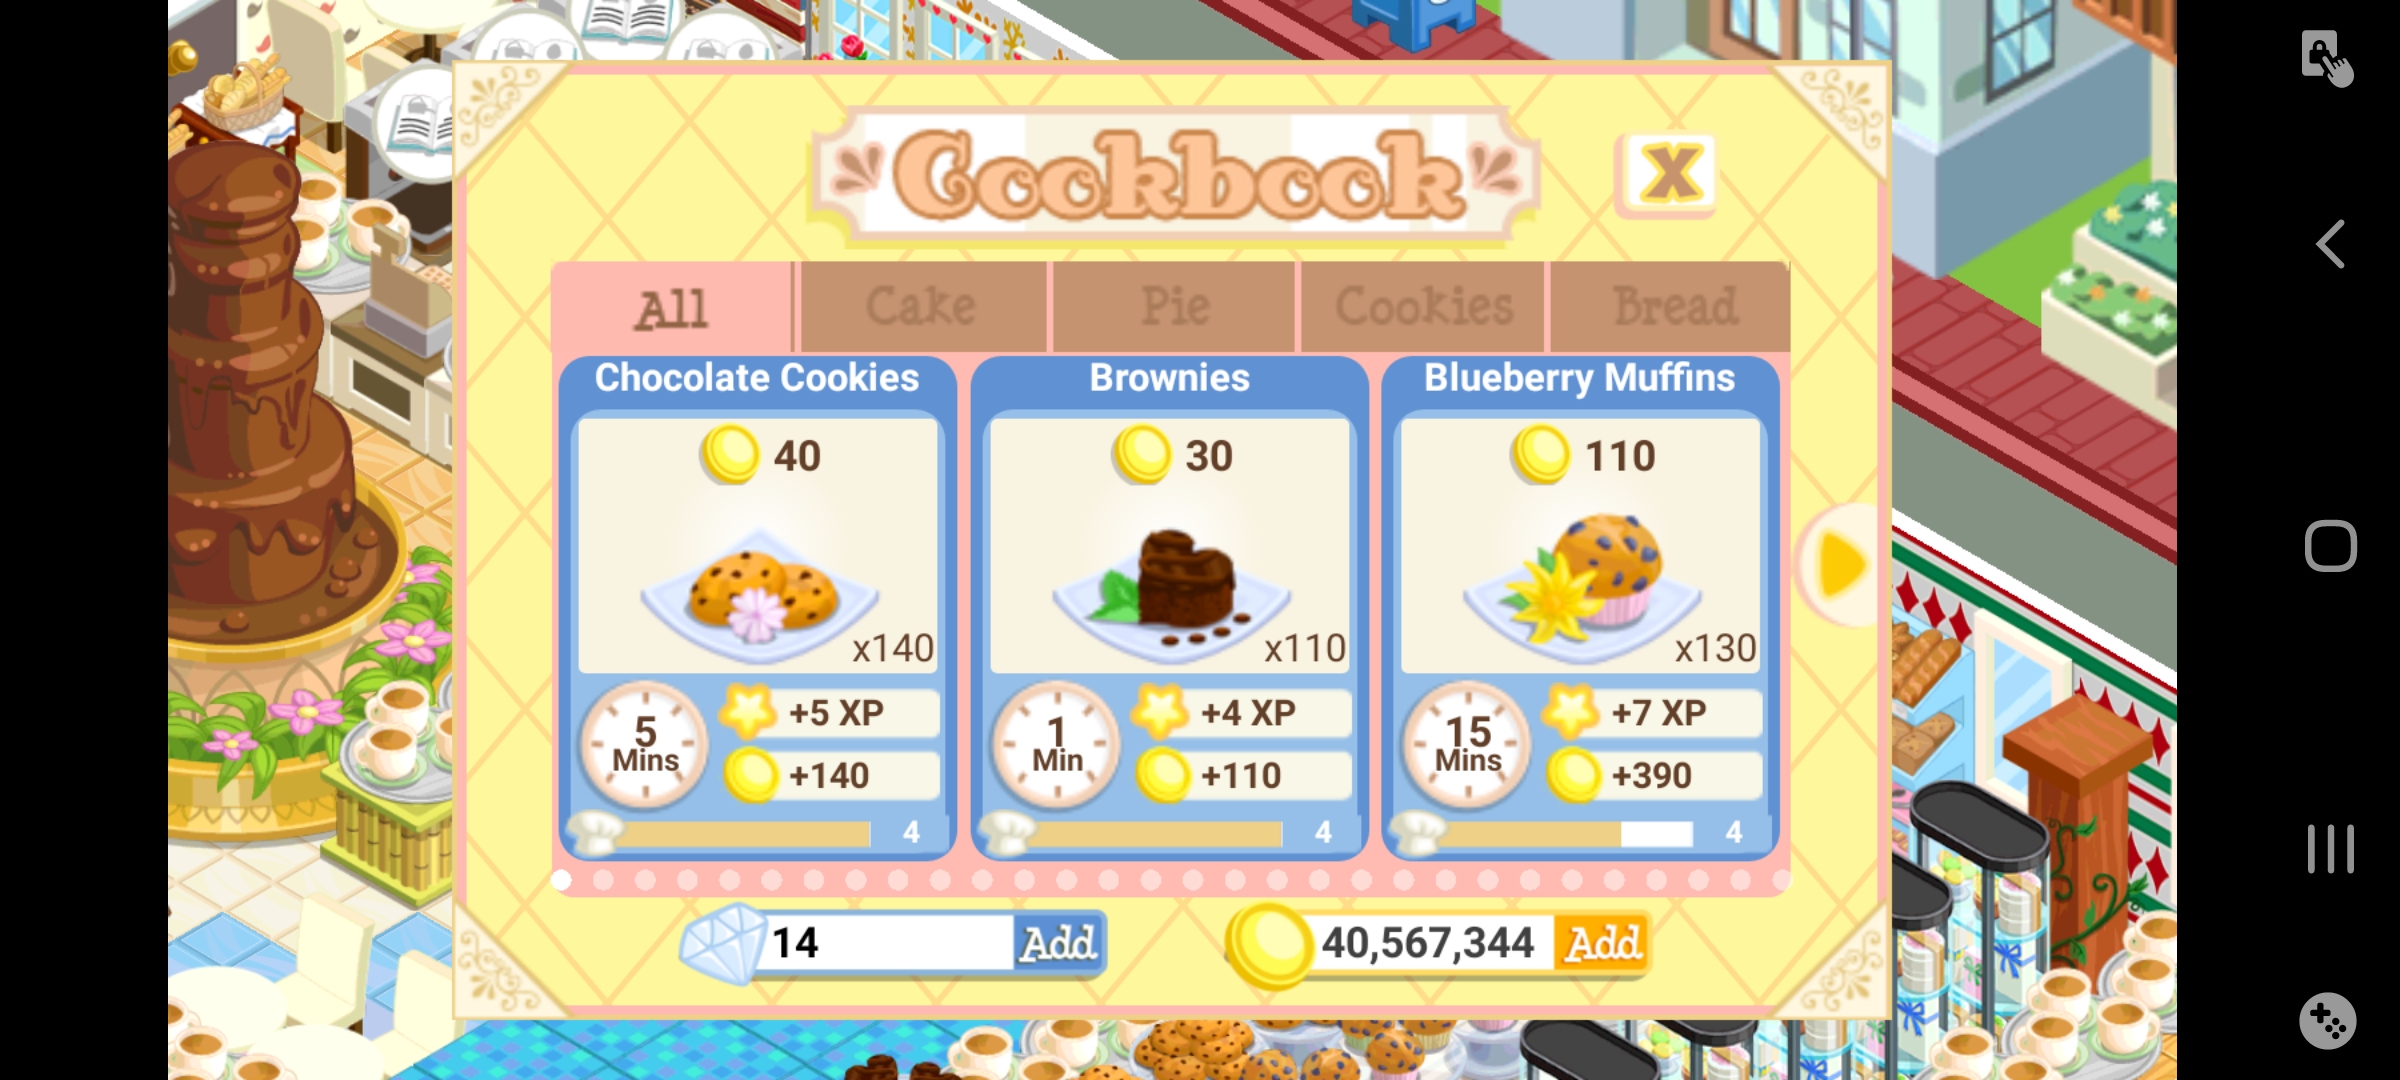 Cookbook
X
All
Cake
Pie
Cookies
Bread
Chocolate Cookies
40
x140
5
Mins
+5 XP
+140
4
Brownies
30
x110
1
Min
+4 XP
+110
4
Blueberry Muffins
110
x130
15
Mins
+7 XP
+390
4
14
Add
40,567,344
Add